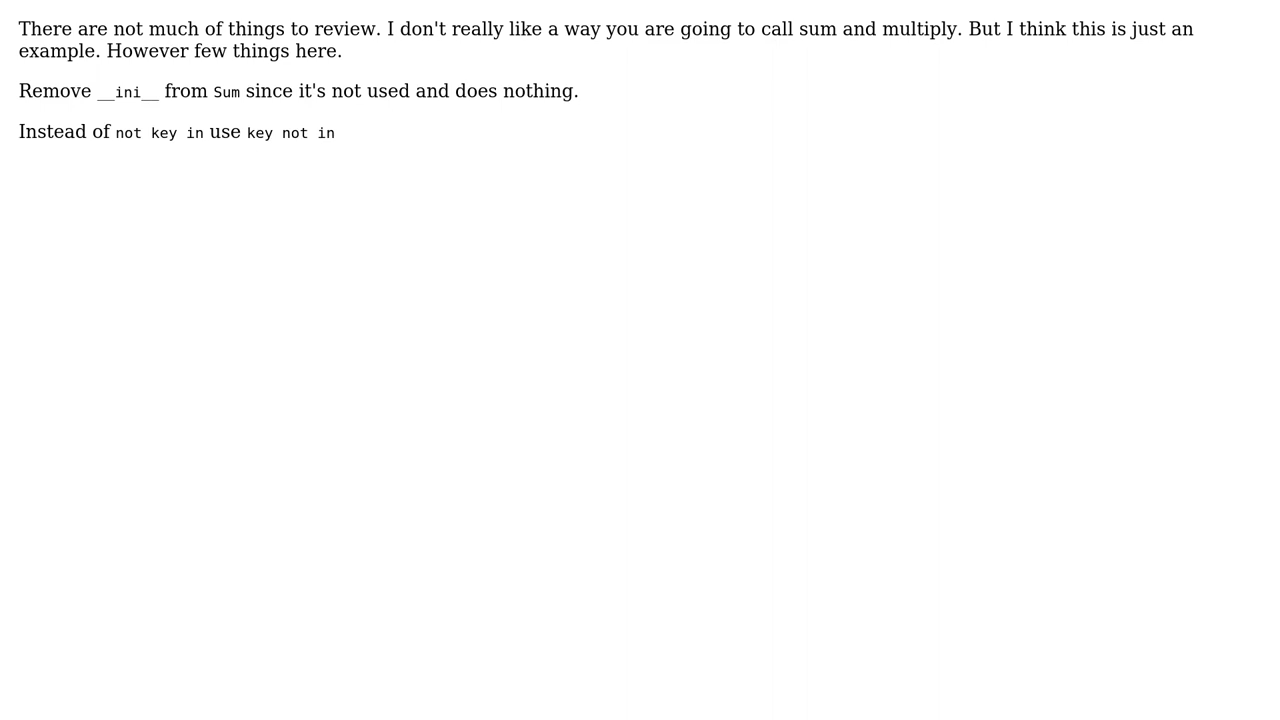 There are not much of things to review. I don't really like a way you are going to call sum and multiply. But I think this is just an
example. However few things here.
Remove __ini__ from Sum since it's not used and does nothing.
Instead of not key in use key not in